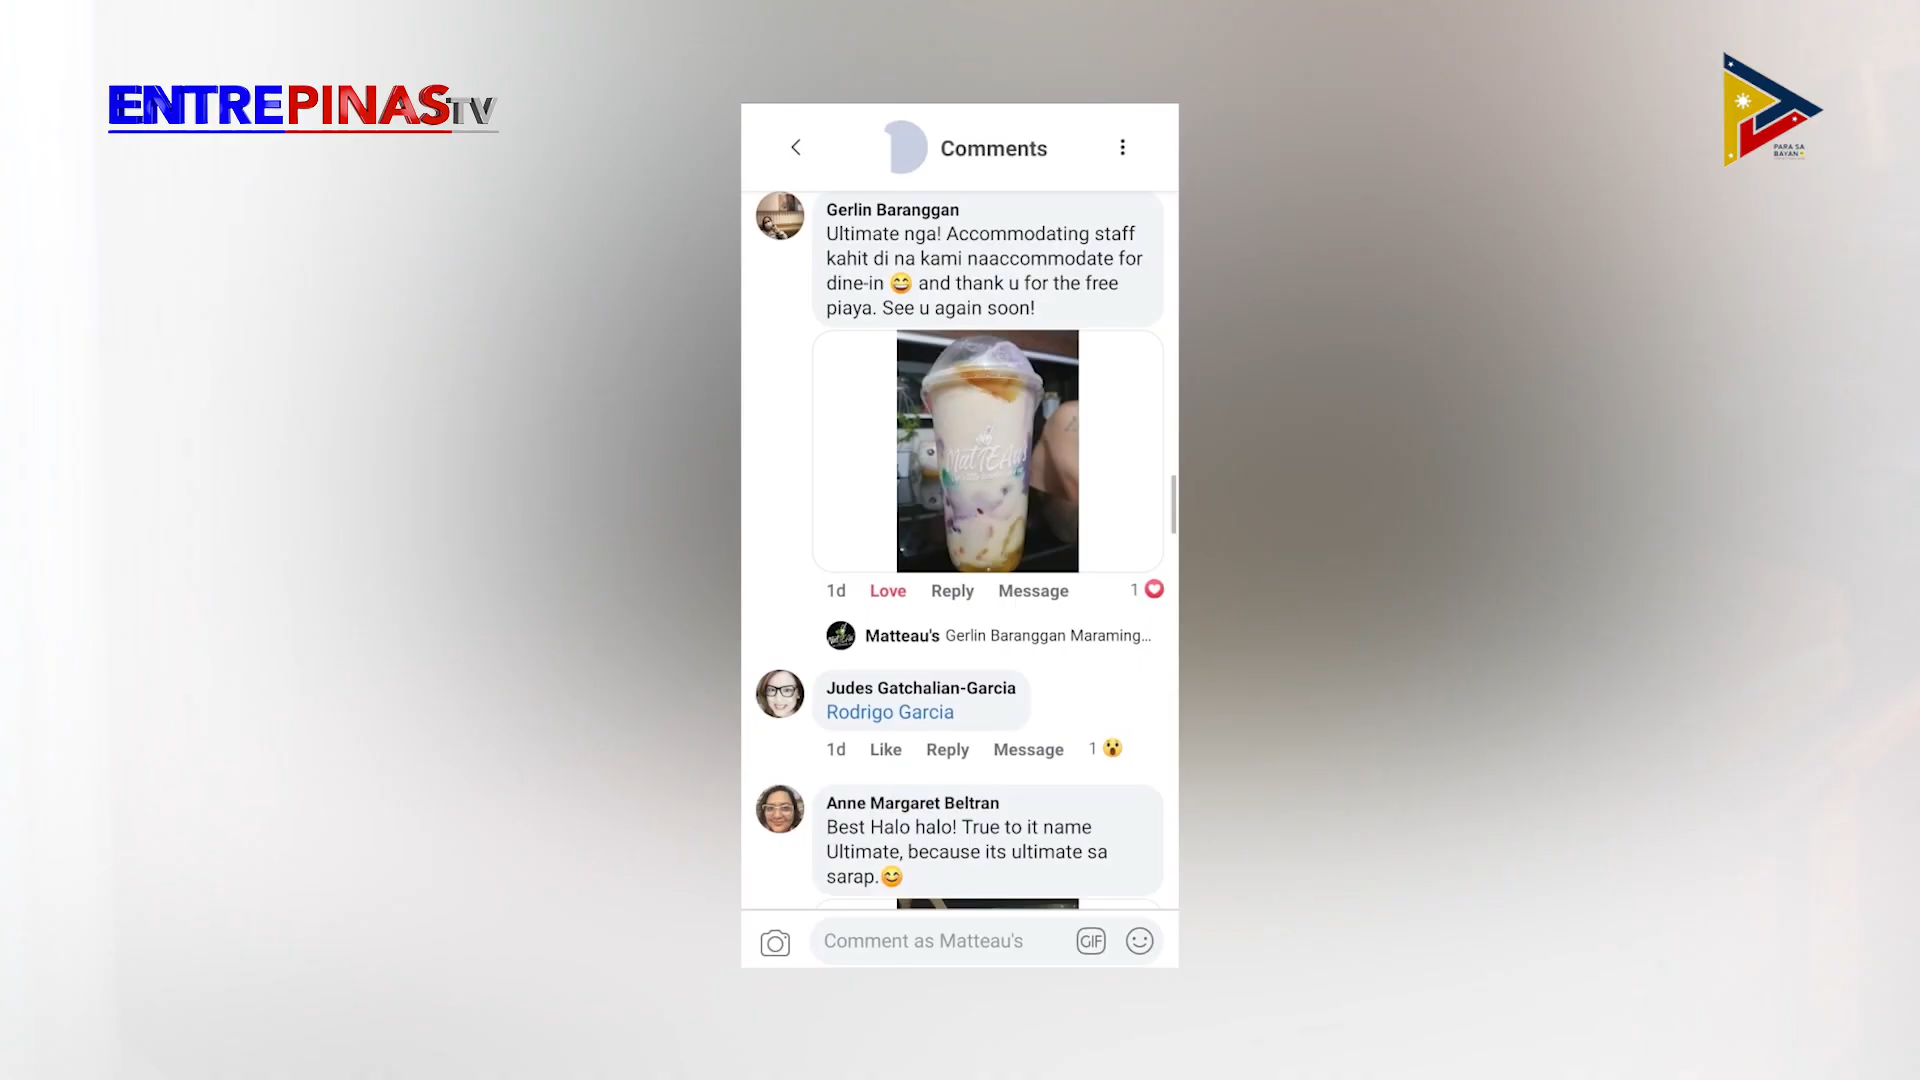 ENTREPINASTV
PARA SA
BAYAN
Comments
Gerlin Baranggan
Ultimate nga! Accommodating staff
kahit di na kami naaccommodate for
dine-in 😄 and thank u for the free
piaya. See u again soon!
MatTEAu's
1d Love Reply Message 1
Matteau's Gerlin Baranggan Maraming...
Judes Gatchalian-Garcia
Rodrigo Garcia
1d Like Reply Message 1 😮
Anne Margaret Beltran
Best Halo halo! True to it name
Ultimate, because its ultimate sa
sarap.😊
Comment as Matteau's GIF